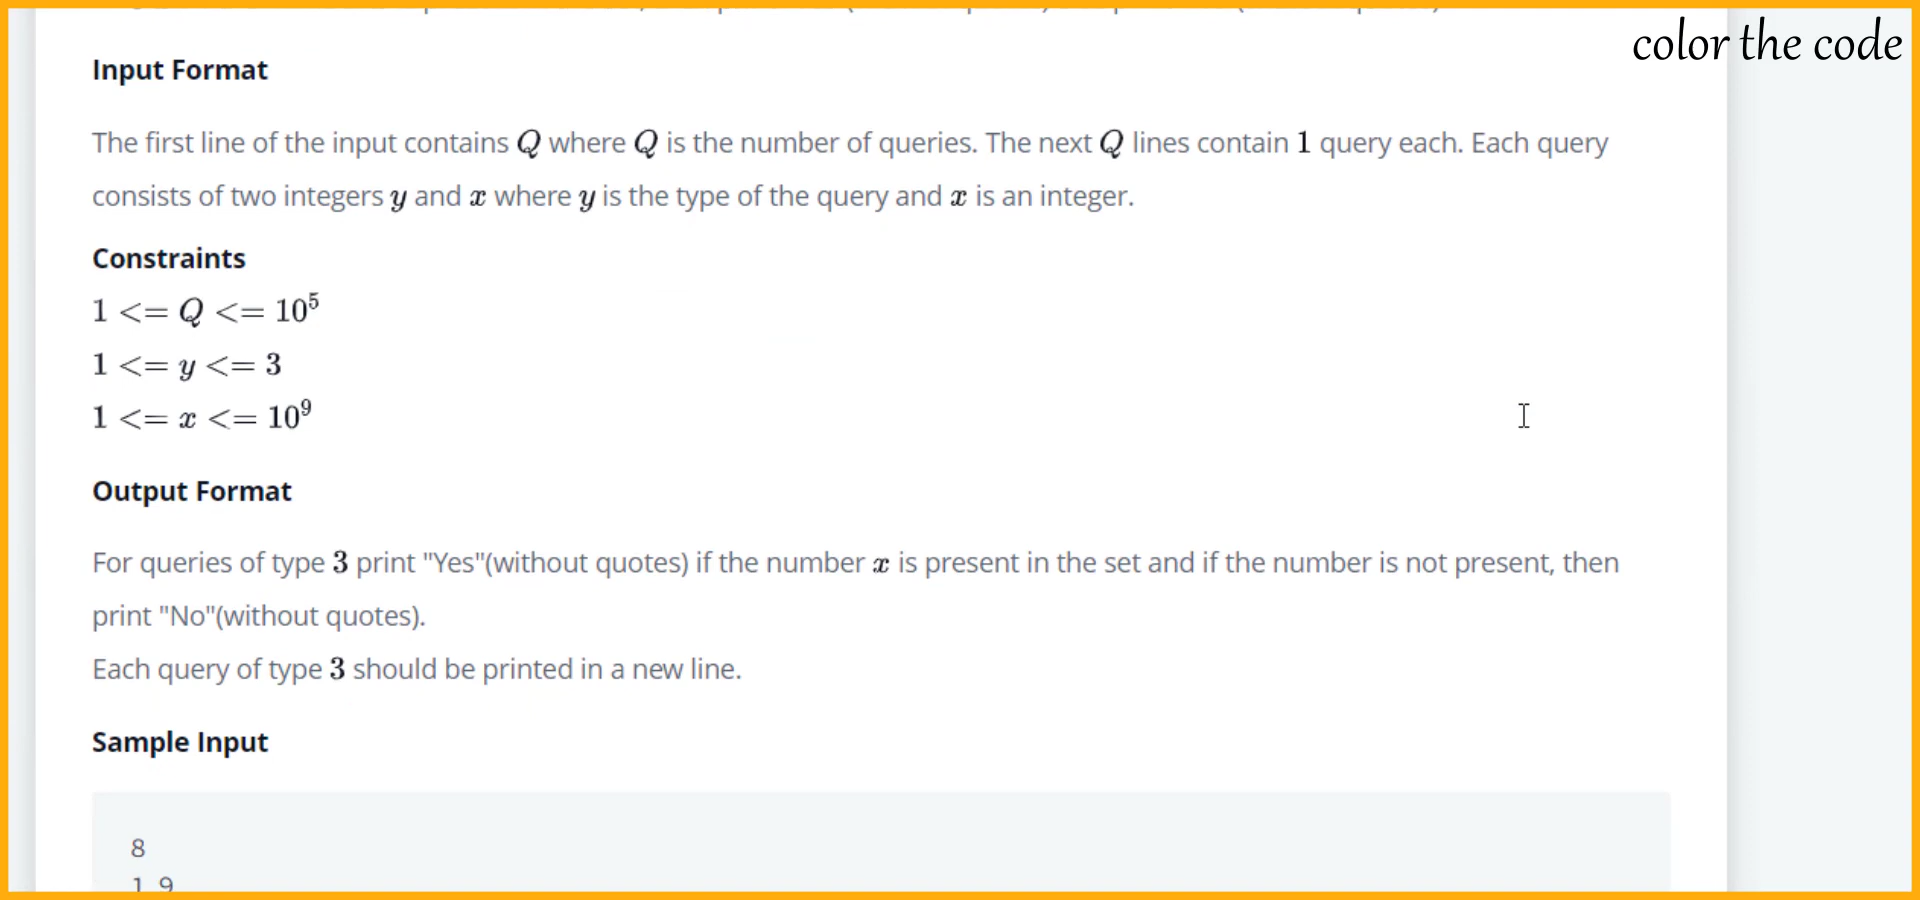 color the code
Input Format
The first line of the input contains Q where Q is the number of queries. The next Q lines contain 1 query each. Each query
consists of two integers y and x where y is the type of the query and x is an integer.
Constraints
1 <= Q <= 10⁵
1 <= y <= 3
1 <= x <= 10⁹
Output Format
For queries of type 3 print "Yes"(without quotes) if the number x is present in the set and if the number is not present, then
print "No"(without quotes).
Each query of type 3 should be printed in a new line.
Sample Input
8
1 9